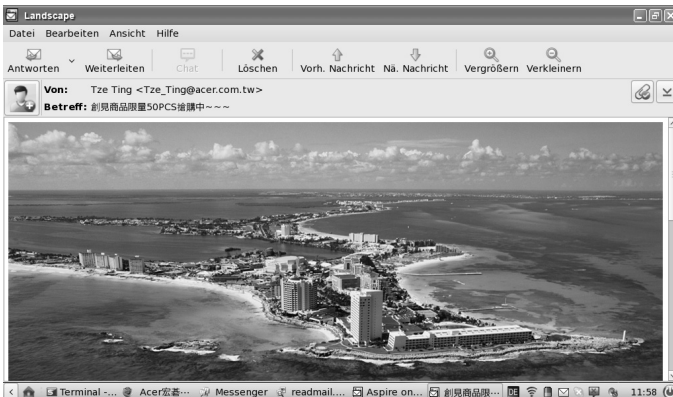 Landscape
Datei Bearbeiten Ansicht Hilfe
Antworten Weiterleiten Chat Löschen Vorh. Nachricht Nä. Nachricht Vergrößern Verkleinern
Von: Tze Ting <Tze_Ting@acer.com.tw>
Betreff: 創見商品限量50PCS搶購中~~~
Terminal -... Acer宏碁... Messenger readmail.... Aspire on... 創見商品限... DE 11:58